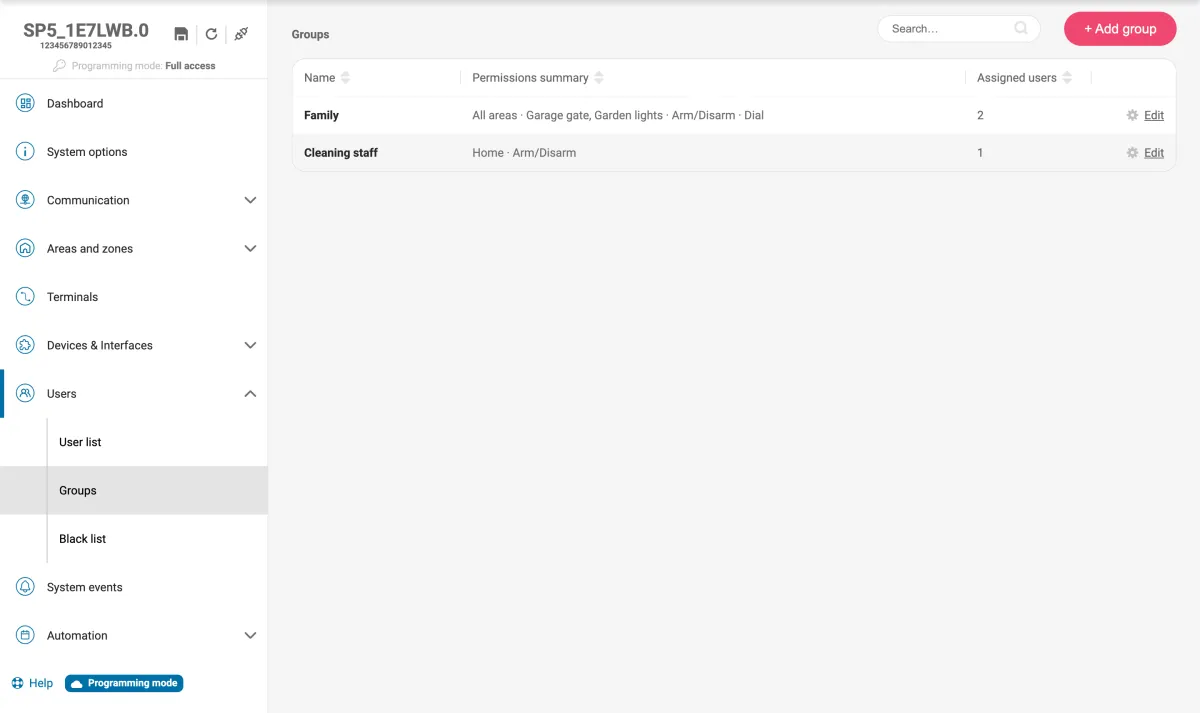 SP5_1E7LWB.0
123456789012345
Programming mode: Full access
Dashboard
System options
Communication
Areas and zones
Terminals
Devices & Interfaces
Users
User list
Groups
Black list
System events
Automation
Help
Programming mode
Groups
Search...
+ Add group
Name Permissions summary Assigned users
Family All areas · Garage gate, Garden lights · Arm/Disarm · Dial 2 Edit
Cleaning staff Home · Arm/Disarm 1 Edit